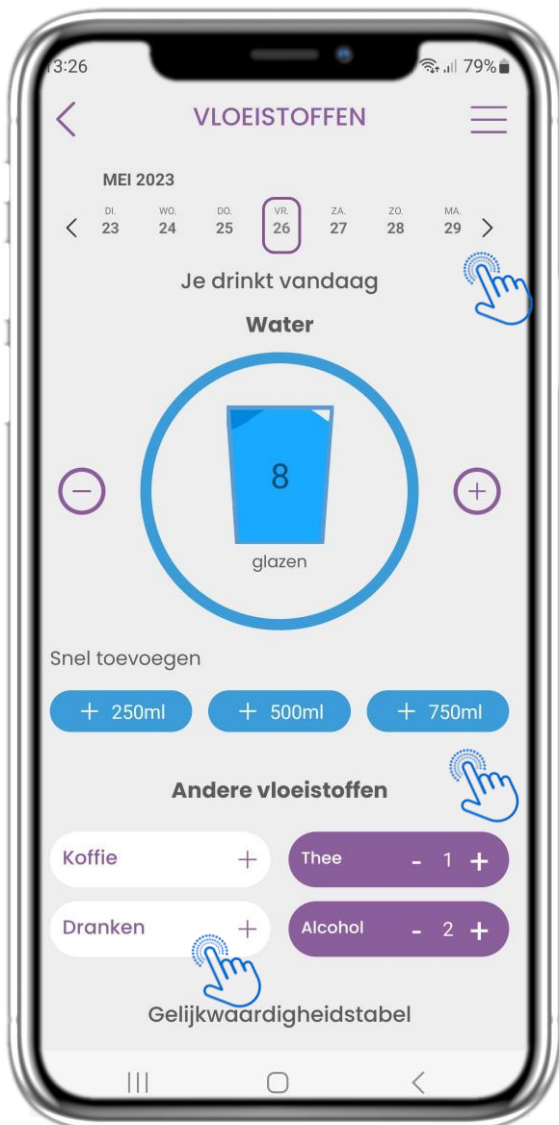 13:26 79%
VLOEISTOFFEN
MEI 2023
DI. WO. DO. VR. ZA. ZO. MA.
23 24 25 26 27 28 29
Je drinkt vandaag
Water
8
glazen
Snel toevoegen
+ 250ml + 500ml + 750ml
Andere vloeistoffen
Koffie + Thee - 1 +
Dranken + Alcohol - 2 +
Gelijkwaardigheidstabel